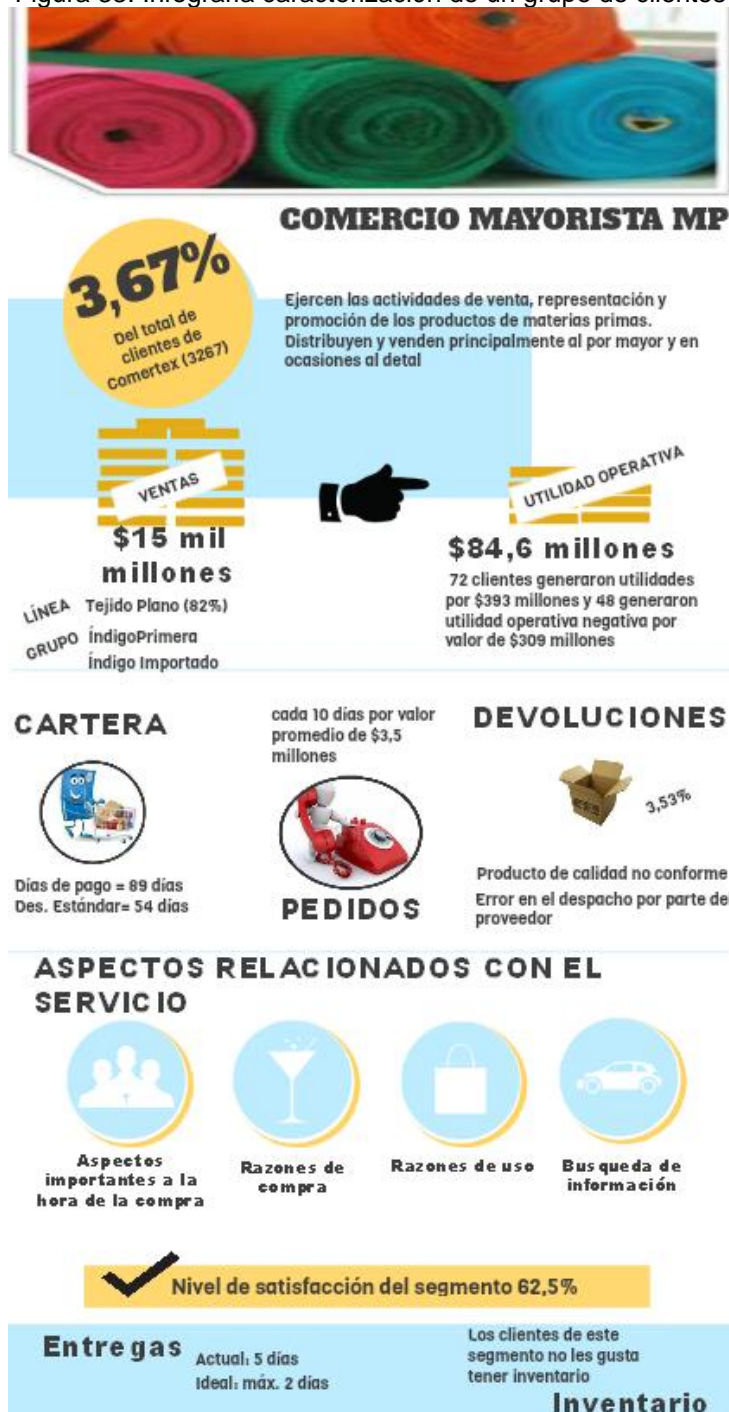 COMERCIO MAYORISTA MP
3,67%
Del total de
clientes de
Comertex (3267)
Ejercen las actividades de venta, representación y
promoción de los productos de materias primas.
Distribuyen y venden principalmente al por mayor y en
ocasiones al detal
VENTAS
$15 mil
millones
LÍNEA Tejido Plano (82%)
GRUPO ÍndigoPrimera
Índigo Importado
UTILIDAD OPERATIVA
$84,6 millones
72 clientes generaron utilidades
por $393 millones y 48 generaron
utilidad operativa negativa por
valor de $309 millones
CARTERA
Días de pago = 89 días
Des. Estándar= 54 días
cada 10 días por valor
promedio de $3,5
millones
PEDIDOS
DEVOLUCIONES
3,53%
Producto de calidad no conforme
Error en el despacho por parte de
proveedor
ASPECTOS RELACIONADOS CON EL
SERVICIO
Aspectos
importantes a la
hora de la compra
Razones de
compra
Razones de uso
Busqueda de
información
Nivel de satisfacción del segmento 62,5%
Entregas
Actual: 5 días
Ideal: máx. 2 días
Los clientes de este
segmento no les gusta
tener inventario
Inventario